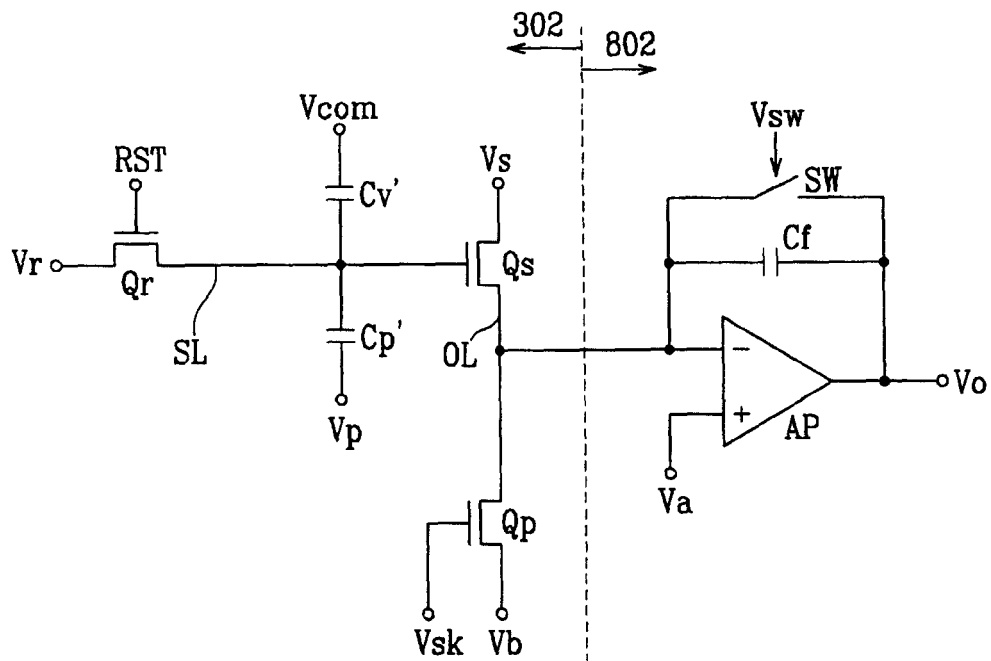 302
802
Vcom
Vsw
RST
Cv'
Vs
SW
Cf
Vr
Qr
Qs
SL
Cp'
OL
−
Vp
+
AP
Vo
Va
Qp
Vsk
Vb